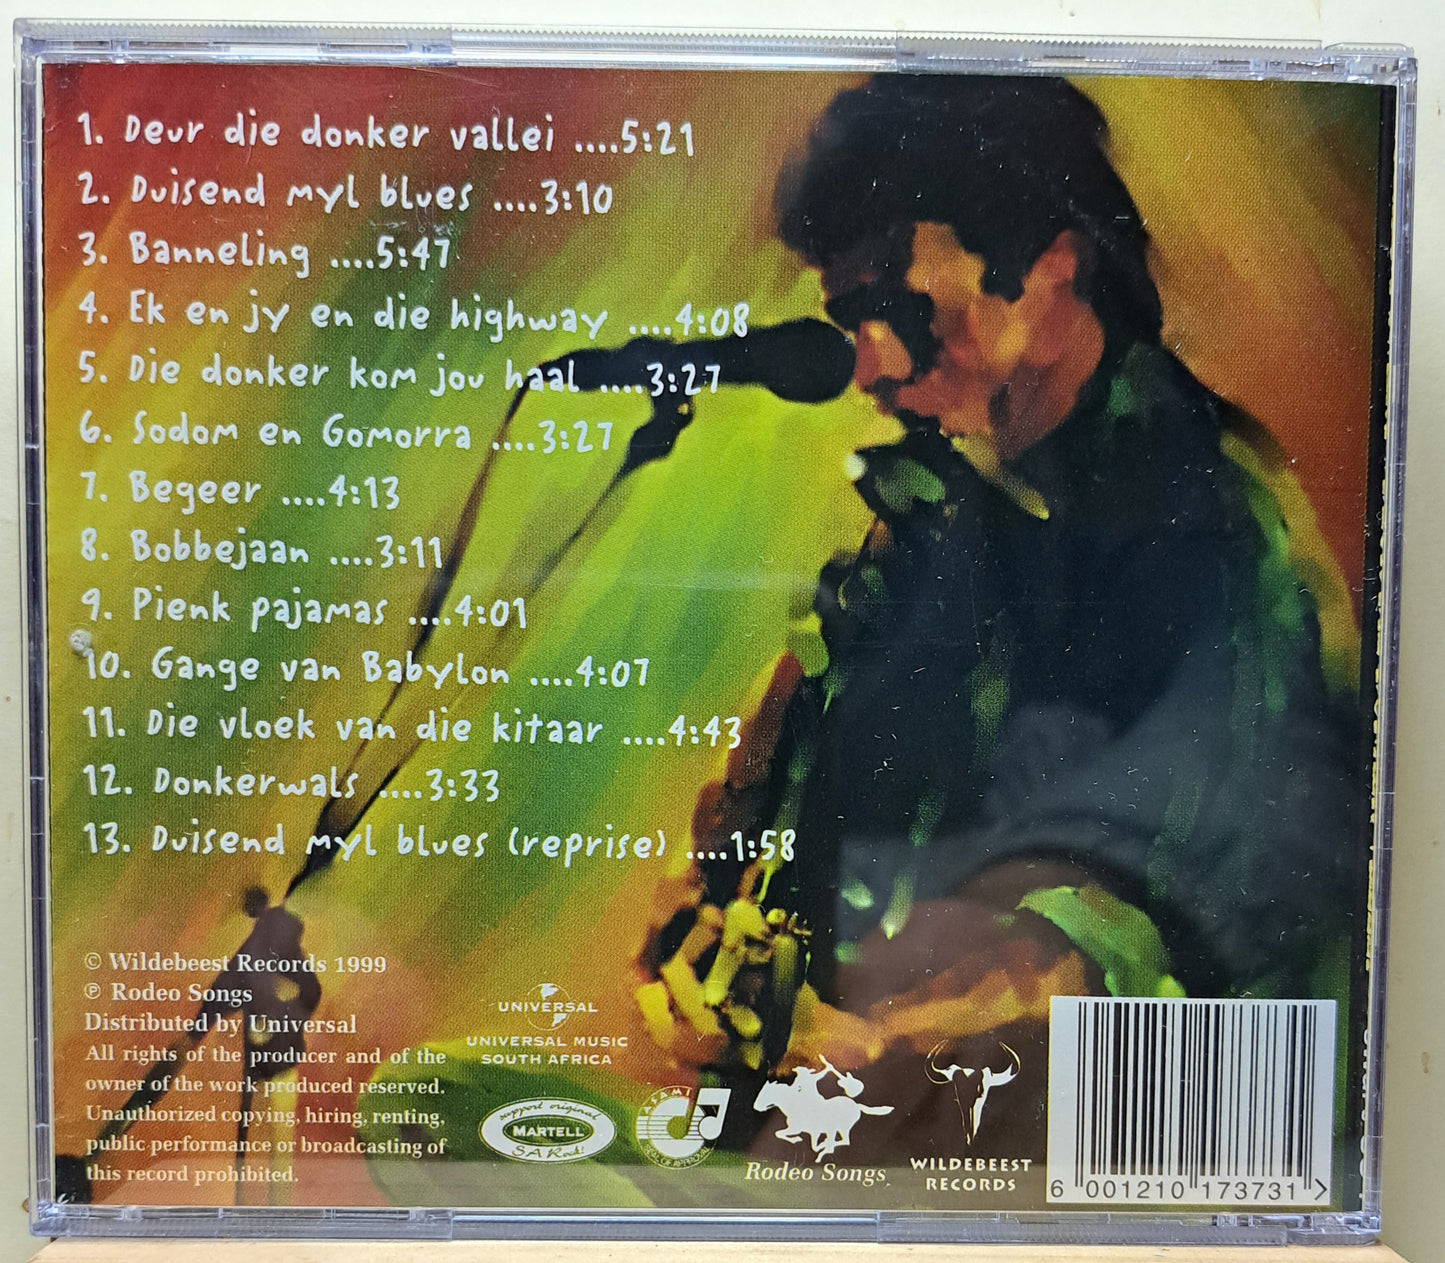 1. Deur die donker vallei ....5:21
2. Duisend myl blues ....3:10
3. Banneling ....5:47
4. Ek en jy en die highway ....4:08
5. Die donker kom jou haal ....3:27
6. Sodom en Gomorra ....3:27
7. Begeer ....4:13
8. Bobbejaan ....3:11
9. Pienk pajamas ....4:01
10. Gange van Babylon ....4:07
11. Die vloek van die kitaar ....4:43
12. Donkerwals ....3:33
13. Duisend myl blues (reprise) ....1:58
© Wildebeest Records 1999
℗ Rodeo Songs
Distributed by Universal
All rights of the producer and of the
owner of the work produced reserved.
Unauthorized copying, hiring, renting,
public performance or broadcasting of
this record prohibited.
UNIVERSAL
UNIVERSAL MUSIC
SOUTH AFRICA
support original
MARTELL
S A Rock!
ASAMI
Rodeo Songs
WILDEBEEST
RECORDS
6 001210 173731 >